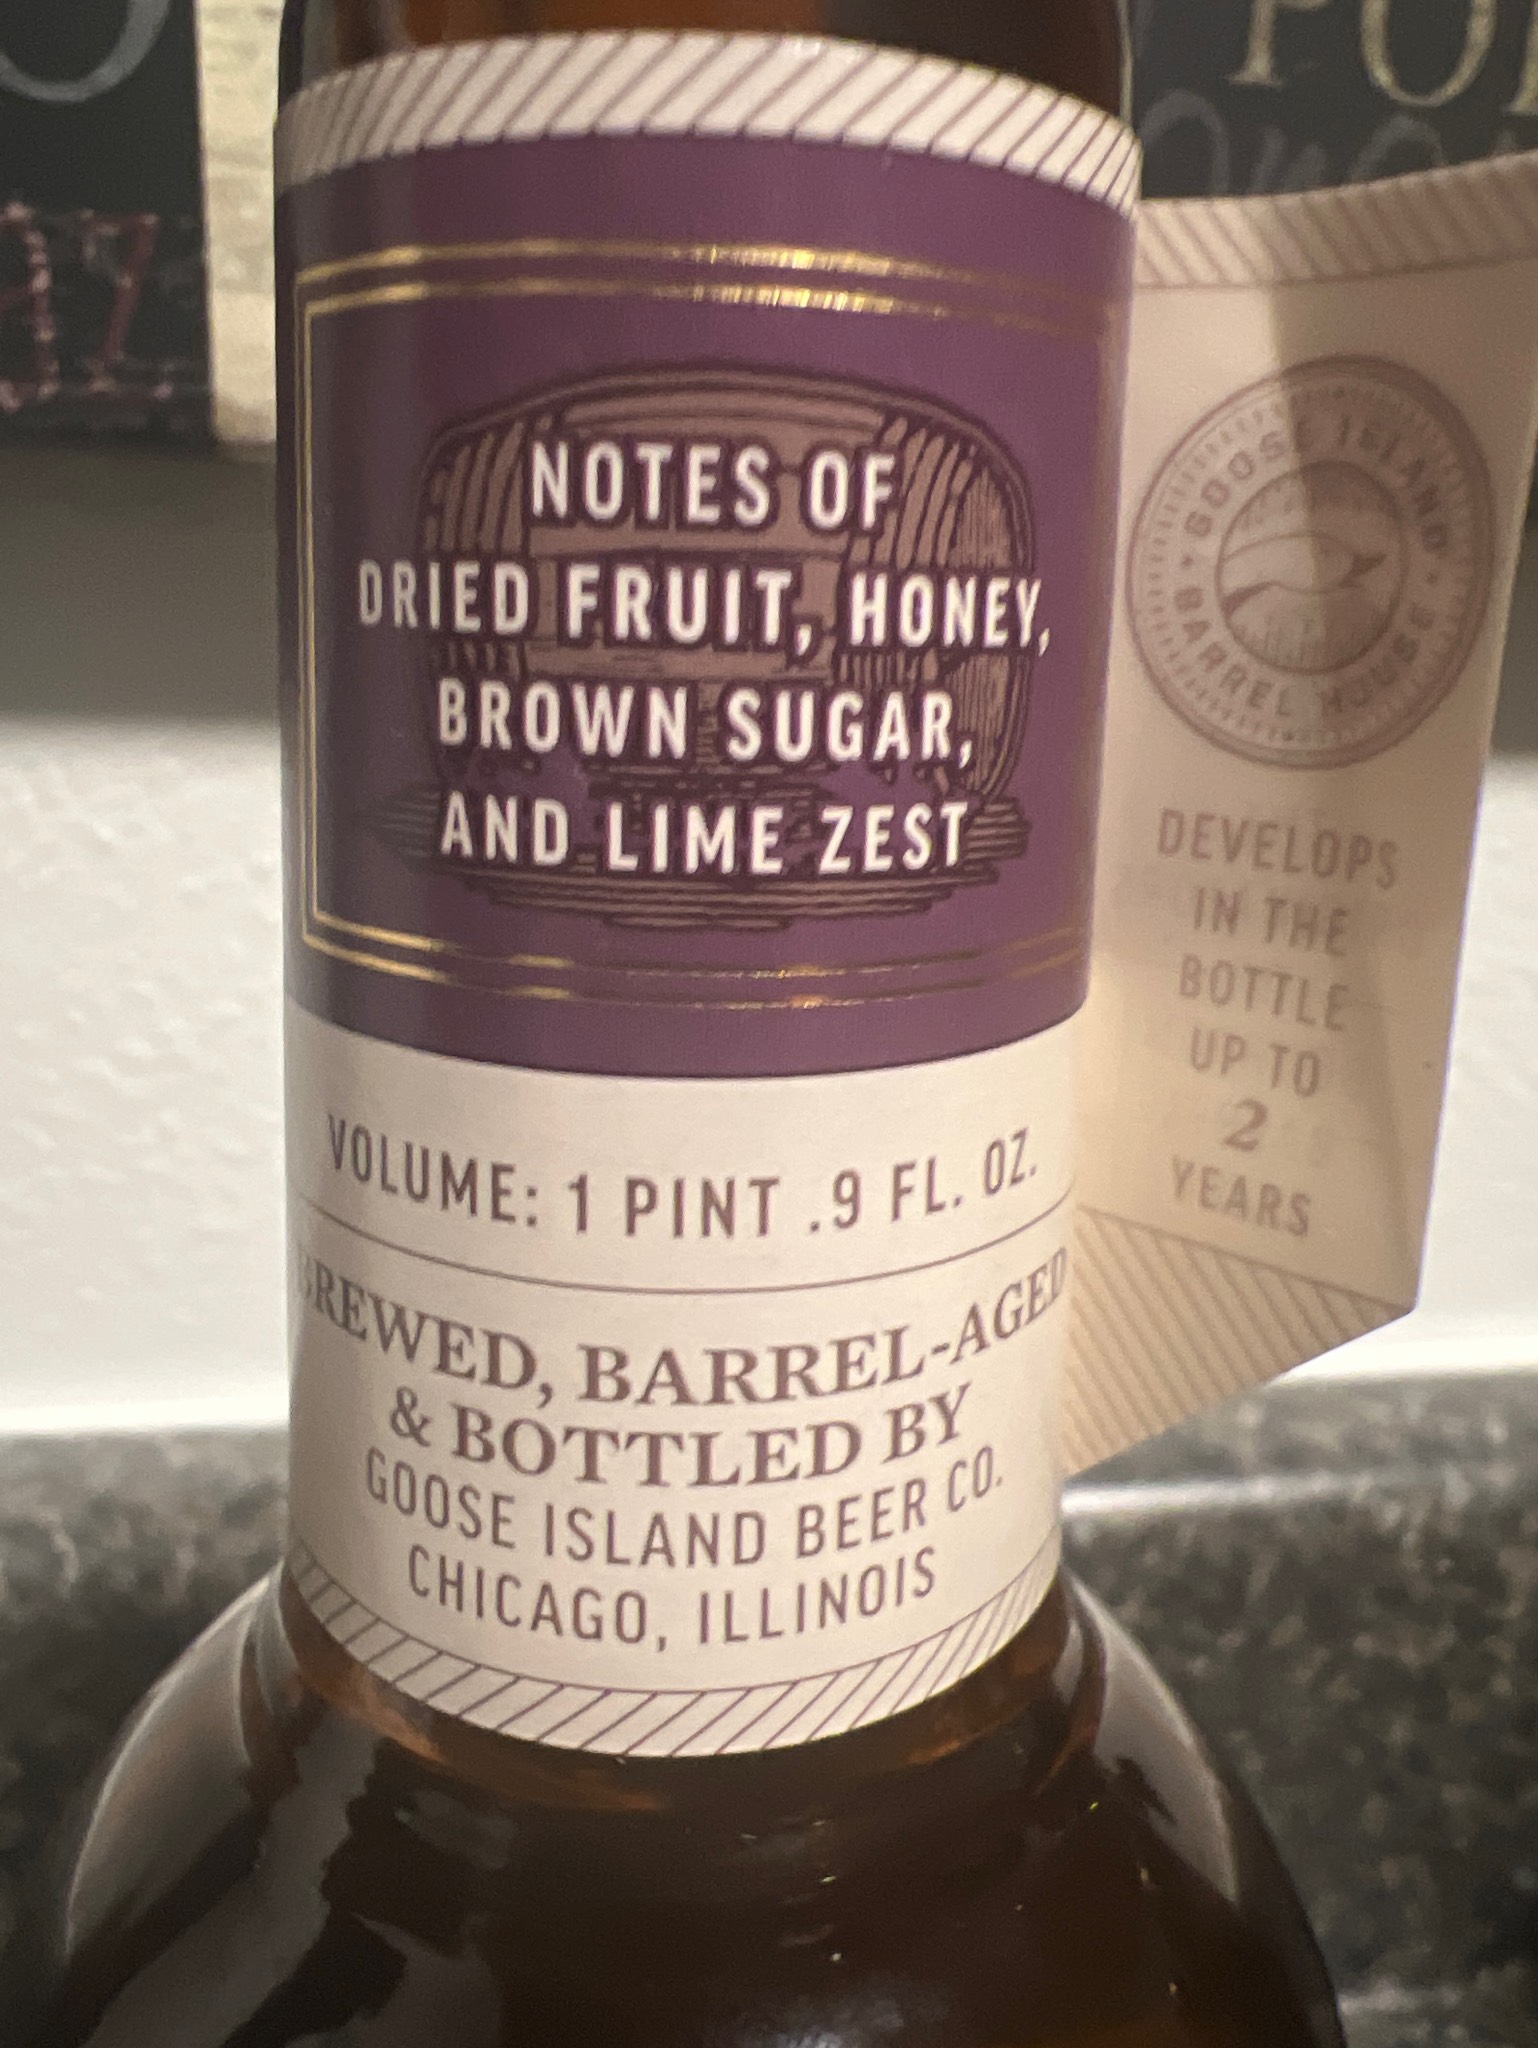 NOTES OF
DRIED FRUIT, HONEY,
BROWN SUGAR,
AND LIME ZEST
VOLUME: 1 PINT .9 FL. OZ.
BREWED, BARREL-AGED
& BOTTLED BY
GOOSE ISLAND BEER CO.
CHICAGO, ILLINOIS
GOOSE ISLAND
BARREL HOUSE
DEVELOPS
IN THE
BOTTLE
UP TO
2
YEARS